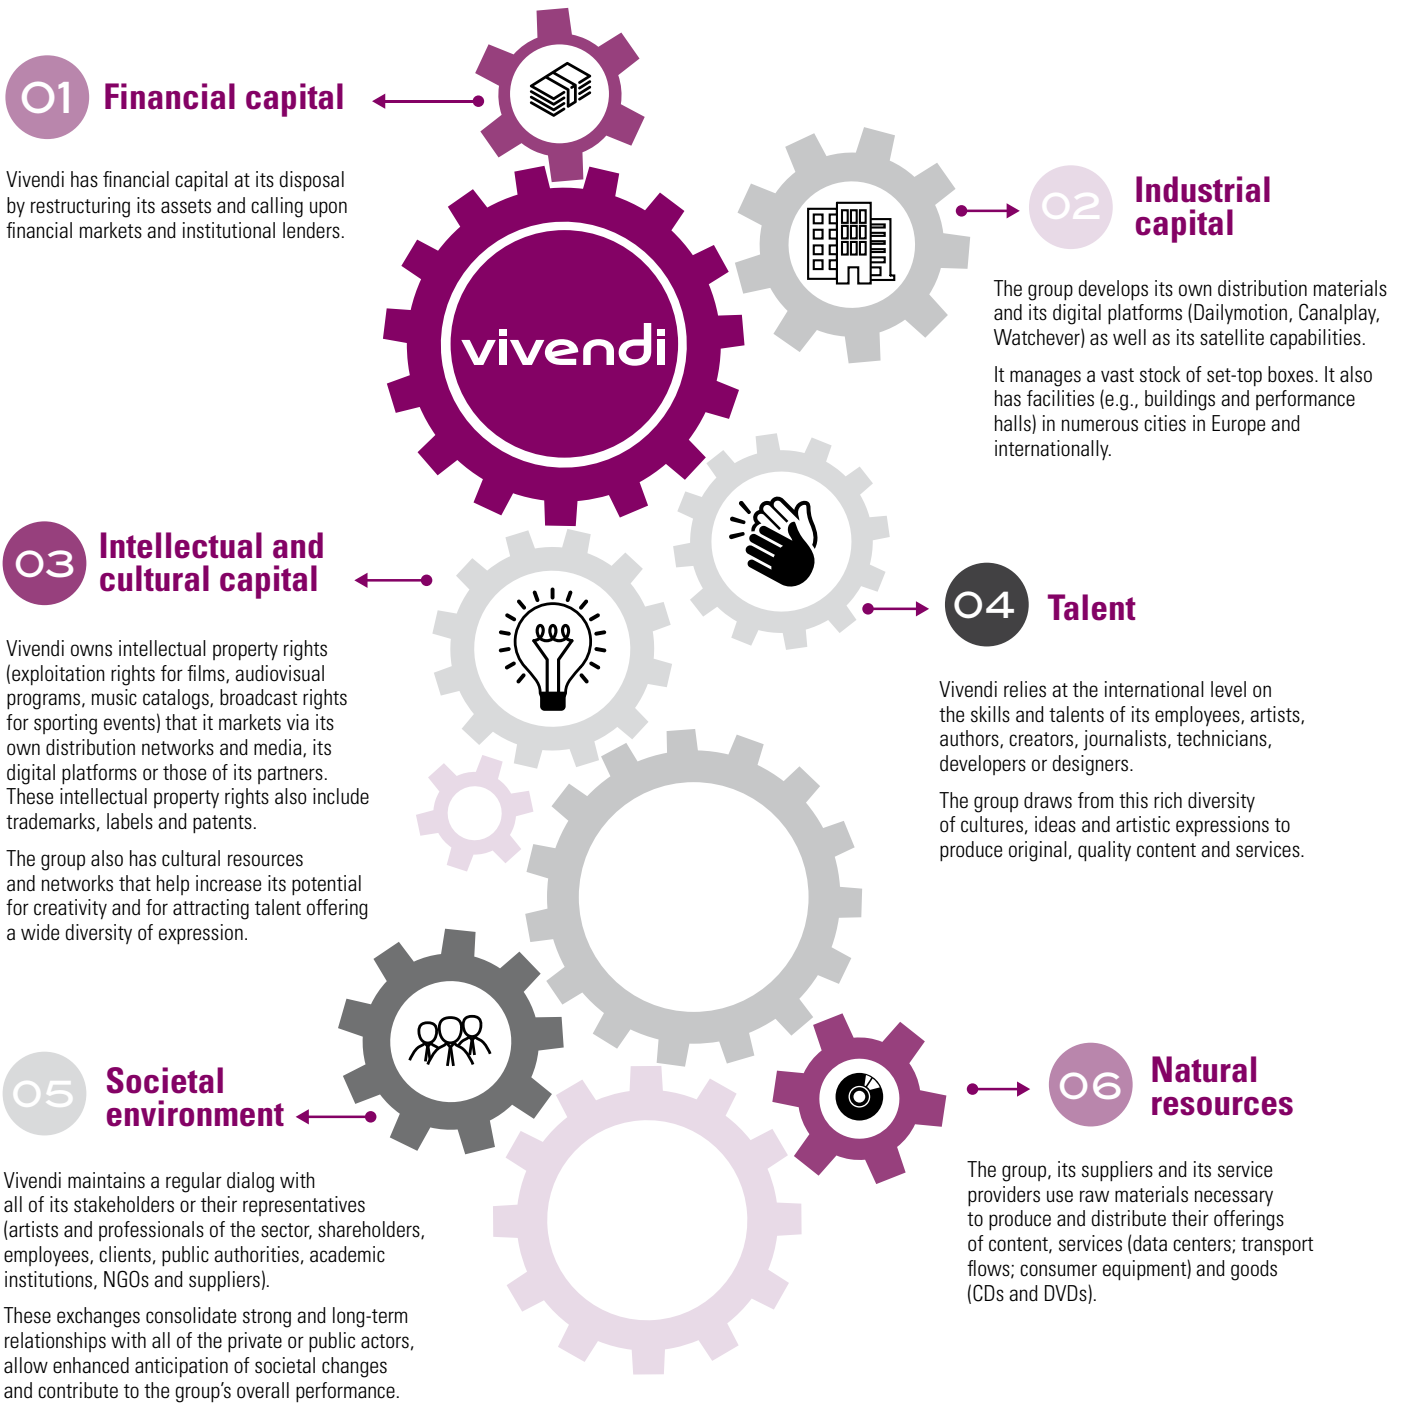 01 Financial capital
Vivendi has financial capital at its disposal
by restructuring its assets and calling upon
financial markets and institutional lenders.
vivendi
02 Industrial
capital
The group develops its own distribution materials
and its digital platforms (Dailymotion, Canalplay,
Watchever) as well as its satellite capabilities.
It manages a vast stock of set-top boxes. It also
has facilities (e.g., buildings and performance
halls) in numerous cities in Europe and
internationally.
03 Intellectual and
cultural capital
Vivendi owns intellectual property rights
(exploitation rights for films, audiovisual
programs, music catalogs, broadcast rights
for sporting events) that it markets via its
own distribution networks and media, its
digital platforms or those of its partners.
These intellectual property rights also include
trademarks, labels and patents.
The group also has cultural resources
and networks that help increase its potential
for creativity and for attracting talent offering
a wide diversity of expression.
04 Talent
Vivendi relies at the international level on
the skills and talents of its employees, artists,
authors, creators, journalists, technicians,
developers or designers.
The group draws from this rich diversity
of cultures, ideas and artistic expressions to
produce original, quality content and services.
05 Societal
environment
Vivendi maintains a regular dialog with
all of its stakeholders or their representatives
(artists and professionals of the sector, shareholders,
employees, clients, public authorities, academic
institutions, NGOs and suppliers).
These exchanges consolidate strong and long-term
relationships with all of the private or public actors,
allow enhanced anticipation of societal changes
and contribute to the group's overall performance.
06 Natural
resources
The group, its suppliers and its service
providers use raw materials necessary
to produce and distribute their offerings
of content, services (data centers; transport
flows; consumer equipment) and goods
(CDs and DVDs).